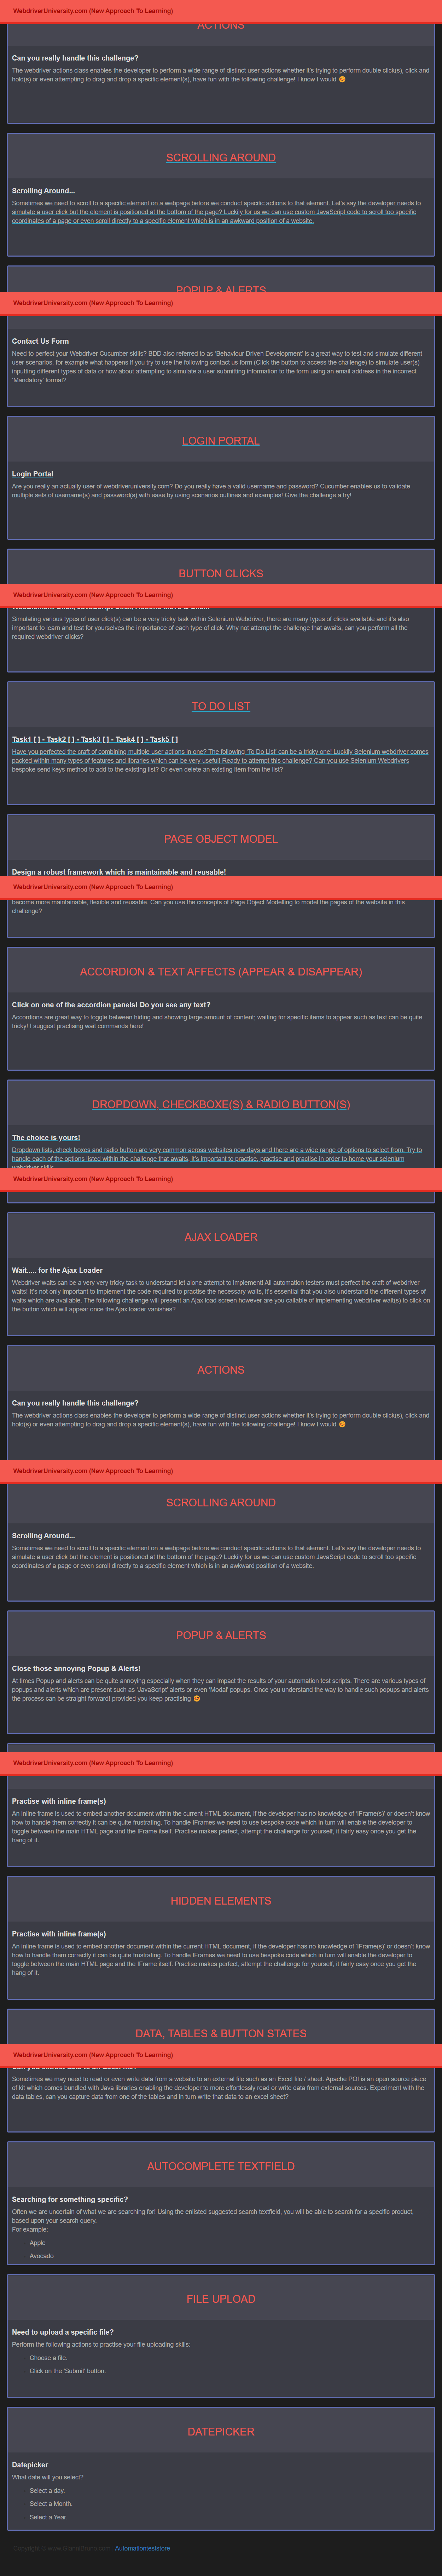 WebdriverUniversity.com (New Approach To Learning)
ACTIONS
Can you really handle this challenge?
The webdriver actions class enables the developer to perform a wide range of distinct user actions whether it's trying to perform double click(s), click and
hold(s) or even attempting to drag and drop a specific element(s), have fun with the following challenge! I know I would 😊
SCROLLING AROUND
Scrolling Around...
Sometimes we need to scroll to a specific element on a webpage before we conduct specific actions to that element. Let's say the developer needs to
simulate a user click but the element is positioned at the bottom of the page? Luckily for us we can use custom JavaScript code to scroll too specific
coordinates of a page or even scroll directly to a specific element which is in an awkward position of a website.
POPUP & ALERTS
WebdriverUniversity.com (New Approach To Learning)
Contact Us Form
Need to perfect your Webdriver Cucumber skills? BDD also referred to as 'Behaviour Driven Development' is a great way to test and simulate different
user scenarios, for example what happens if you try to use the following contact us form (Click the button to access the challenge) to simulate user(s)
inputting different types of data or how about attempting to simulate a user submitting information to the form using an email address in the incorrect
'Mandatory' format?
LOGIN PORTAL
Login Portal
Are you really an actually user of webdriveruniversity.com? Do you really have a valid username and password? Cucumber enables us to validate
multiple sets of username(s) and password(s) with ease by using scenarios outlines and examples! Give the challenge a try!
BUTTON CLICKS
WebdriverUniversity.com (New Approach To Learning)
WebElement Click, JavaScript Click, Actions Move & Click!
Simulating various types of user click(s) can be a very tricky task within Selenium Webdriver, there are many types of clicks available and it's also
important to learn and test for yourselves the importance of each type of click. Why not attempt the challenge that awaits, can you perform all the
required webdriver clicks?
TO DO LIST
Task1 [ ] - Task2 [ ] - Task3 [ ] - Task4 [ ] - Task5 [ ]
Have you perfected the craft of combining multiple user actions in one? The following 'To Do List' can be a tricky one! Luckily Selenium webdriver comes
packed within many types of features and libraries which can be very useful! Ready to attempt this challenge? Can you use Selenium Webdrivers
bespoke send keys method to add to the existing list? Or even delete an existing item from the list?
PAGE OBJECT MODEL
Design a robust framework which is maintainable and reusable!
WebdriverUniversity.com (New Approach To Learning)
become more maintainable, flexible and reusable. Can you use the concepts of Page Object Modelling to model the pages of the website in this
challenge?
ACCORDION & TEXT AFFECTS (APPEAR & DISAPPEAR)
Click on one of the accordion panels! Do you see any text?
Accordions are great way to toggle between hiding and showing large amount of content; waiting for specific items to appear such as text can be quite
tricky! I suggest practising wait commands here!
DROPDOWN, CHECKBOXE(S) & RADIO BUTTON(S)
The choice is yours!
Dropdown lists, check boxes and radio button are very common across websites now days and there are a wide range of options to select from. Try to
handle each of the options listed within the challenge that awaits, it's important to practise, practise and practise in order to home your selenium
webdriver skills.
WebdriverUniversity.com (New Approach To Learning)
AJAX LOADER
Wait..... for the Ajax Loader
Webdriver waits can be a very very tricky task to understand let alone attempt to implement! All automation testers must perfect the craft of webdriver
waits! It's not only important to implement the code required to practise the necessary waits, it's essential that you also understand the different types of
waits which are available. The following challenge will present an Ajax load screen however are you callable of implementing webdriver wait(s) to click on
the button which will appear once the Ajax loader vanishes?
ACTIONS
Can you really handle this challenge?
The webdriver actions class enables the developer to perform a wide range of distinct user actions whether it's trying to perform double click(s), click and
hold(s) or even attempting to drag and drop a specific element(s), have fun with the following challenge! I know I would 😊
WebdriverUniversity.com (New Approach To Learning)
SCROLLING AROUND
Scrolling Around...
Sometimes we need to scroll to a specific element on a webpage before we conduct specific actions to that element. Let's say the developer needs to
simulate a user click but the element is positioned at the bottom of the page? Luckily for us we can use custom JavaScript code to scroll too specific
coordinates of a page or even scroll directly to a specific element which is in an awkward position of a website.
POPUP & ALERTS
Close those annoying Popup & Alerts!
At times Popup and alerts can be quite annoying especially when they can impact the results of your automation test scripts. There are various types of
popups and alerts which are present such as 'JavaScript' alerts or even 'Modal' popups. Once you understand the way to handle such popups and alerts
the process can be straight forward! provided you keep practising 😊
WebdriverUniversity.com (New Approach To Learning)
Practise with inline frame(s)
An inline frame is used to embed another document within the current HTML document, if the developer has no knowledge of 'IFrame(s)' or doesn't know
how to handle them correctly it can be quite frustrating. To handle IFrames we need to use bespoke code which in turn will enable the developer to
toggle between the main HTML page and the IFrame itself. Practise makes perfect, attempt the challenge for yourself, it fairly easy once you get the
hang of it.
HIDDEN ELEMENTS
Practise with inline frame(s)
An inline frame is used to embed another document within the current HTML document, if the developer has no knowledge of 'IFrame(s)' or doesn't know
how to handle them correctly it can be quite frustrating. To handle IFrames we need to use bespoke code which in turn will enable the developer to
toggle between the main HTML page and the IFrame itself. Practise makes perfect, attempt the challenge for yourself, it fairly easy once you get the
hang of it.
DATA, TABLES & BUTTON STATES
WebdriverUniversity.com (New Approach To Learning)
Sometimes we may need to read or even write data from a website to an external file such as an Excel file / sheet. Apache POI is an open source piece
of kit which comes bundled with Java libraries enabling the developer to more effortlessly read or write data from external sources. Experiment with the
data tables, can you capture data from one of the tables and in turn write that data to an excel sheet?
AUTOCOMPLETE TEXTFIELD
Searching for something specific?
Often we are uncertain of what we are searching for! Using the enlisted suggested search textfield, you will be able to search for a specific product,
based upon your search query.
For example:
Apple
Avocado
FILE UPLOAD
Need to upload a specific file?
Perform the following actions to practise your file uploading skills:
Choose a file.
Click on the 'Submit' button.
DATEPICKER
Datepicker
What date will you select?
Select a day.
Select a Month.
Select a Year.
Automationteststore